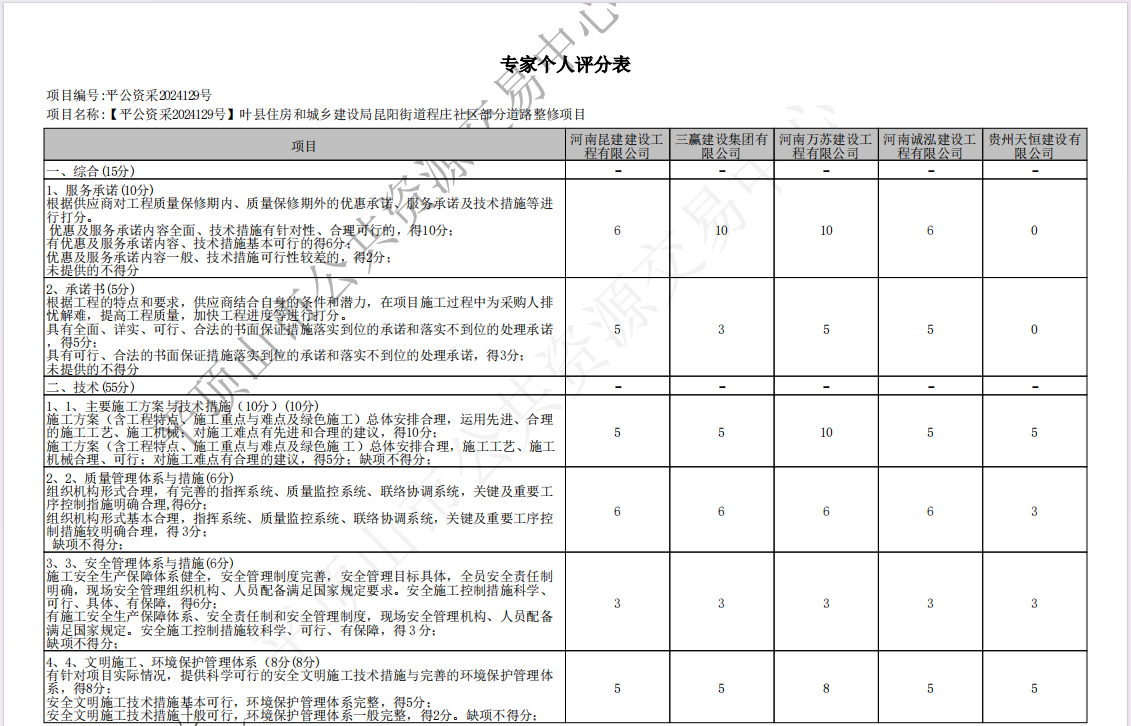 专家个人评分表
项目编号:平公资采2024129号
项目名称:【平公资采2024129号】叶县住房和城乡建设局昆阳街道程庄社区部分道路整修项目
项目 河南昆建建设工程有限公司 三赢建设集团有限公司 河南万苏建设工程有限公司 河南诚泓建设工程有限公司 贵州天恒建设有限公司
一、综合(15分) - - - - -
1、服务承诺(10分)
根据供应商对工程质量保修期内、质量保修期外的优惠承诺、服务承诺及技术措施等进
行打分。
优惠及服务承诺内容全面、技术措施有针对性、合理可行的，得10分；
有优惠及服务承诺内容、技术措施基本可行的得6分；
优惠及服务承诺内容一般、技术措施可行性较差的，得2分；
未提供的不得分
6 10 10 6 0
2、承诺书(5分)
根据工程的特点和要求，供应商结合自身的条件和潜力，在项目施工过程中为采购人排
忧解难，提高工程质量，加快工程进度等进行打分。
具有全面、详实、可行、合法的书面保证措施落实到位的承诺和落实不到位的处理承诺
，得5分；
具有可行、合法的书面保证措施落实到位的承诺和落实不到位的处理承诺，得3分；
未提供的不得分
5 3 5 5 0
二、技术(55分) - - - - -
1、1、主要施工方案与技术措施（10分）(10分)
施工方案（含工程特点、施工重点与难点及绿色施工）总体安排合理，运用先进、合理
的施工工艺、施工机械，对施工难点有先进和合理的建议，得10分；
施工方案（含工程特点、施工重点与难点及绿色施 工）总体安排合理，施工工艺、施工
机械合理、可行；对施工难点有合理的建议，得5分；缺项不得分；
5 5 10 5 5
2、2、质量管理体系与措施(6分)
组织机构形式合理，有完善的指挥系统、质量监控系统、联络协调系统，关键及重要工
序控制指施明确合理,得6分；
组织机构形式基本合理，指挥系统、质量监控系统、联络协调系统，关键及重要工序控
制措施较明确合理，得 3分；
缺项不得分；
6 6 6 6 3
3、3、安全管理体系与措施(6分)
施工安全生产保障体系健全，安全管理制度完善，安全管理目标具体，全员安全责任制
明确，现场安全管理组织机构、人员配备满足国家规定要求。安全施工控制措施科学、
可行、具体、有保障，得6分；
有施工安全生产保障体系、安全责任制和安全管理制度，现场安全管理机构、人员配备
满足国家规定。安全施工控制措施较科学、可行、有保障，得 3 分；
缺项不得分；
3 3 3 3 3
4、4、文明施工、环境保护管理体系（8分(8分)
有针对项目实际情况，提供科学可行的安全文明施工技术措施与完善的环境保护管理体
系，得8分；
安全文明施工技术措施基本可行，环境保护管理体系完整，得5分；
安全文明施工技术措施一般可行，环境保护管理体系一般完整，得2分。缺项不得分；
5 5 8 5 5
平顶山市公共资源交易中心
平顶山市公共资源交易中心